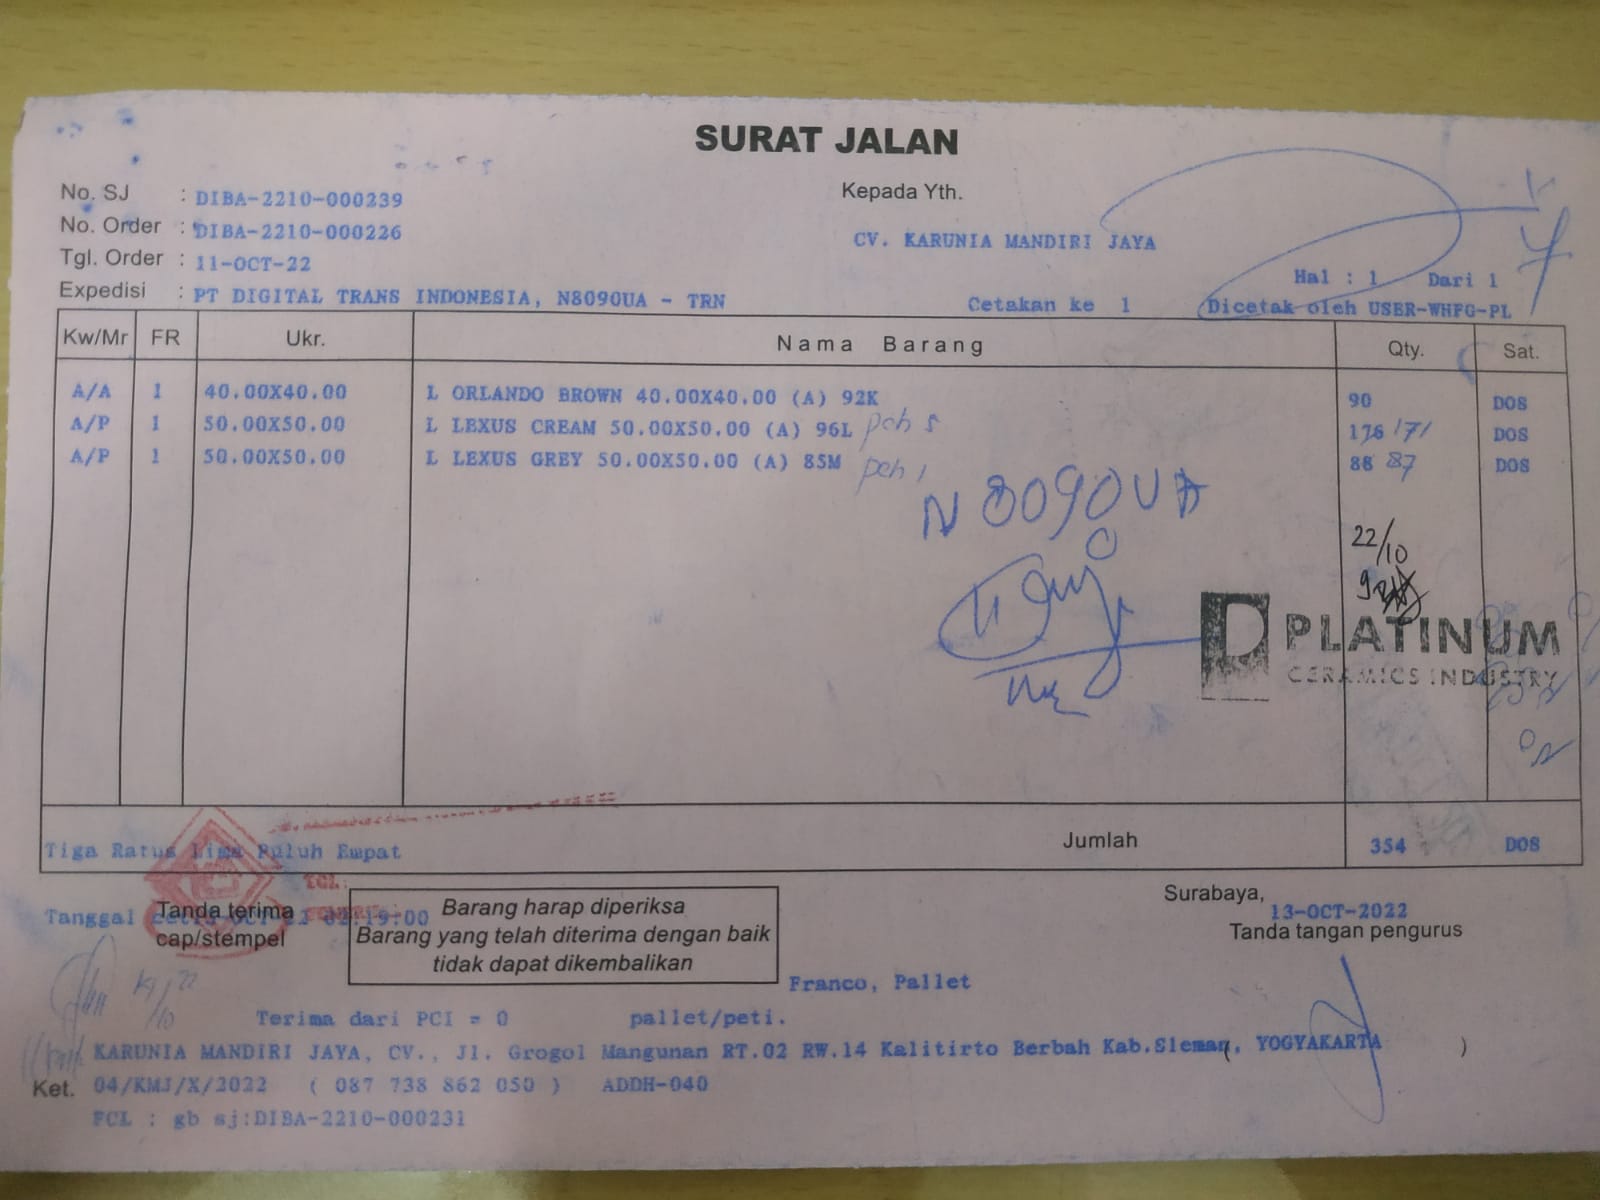 SURAT JALAN
No. SJ : DIBA-2210-000239
Kepada Yth.
No. Order : DIBA-2210-000226
CV. KARUNIA MANDIRI JAYA
Tgl. Order : 11-OCT-22
Hal : 1 Dari 1
Expedisi : PT DIGITAL TRANS INDONESIA, N8090UA - TRN
Cetakan ke 1 Dicetak oleh USER-WHFG-PL
Kw/Mr FR Ukr. Nama Barang Qty. Sat.
A/A 1 40.00X40.00 L ORLANDO BROWN 40.00X40.00 (A) 92K 90 DOS
A/P 1 50.00X50.00 L LEXUS CREAM 50.00X50.00 (A) 96L pch 5 176 171 DOS
A/P 1 50.00X50.00 L LEXUS GREY 50.00X50.00 (A) 85M pch 1 88 87 DOS
N 8090 UA
22/10
PLATINUM
CERAMICS INDUSTRY
Jumlah 354 DOS
Tiga Ratus Lima Puluh Empat
Surabaya,
13-OCT-2022
Tanda tangan pengurus
Tanggal
TGL:
Tanda terima
cap/stempel
Barang harap diperiksa
Barang yang telah diterima dengan baik
tidak dapat dikembalikan
Franco, Pallet
22/10
Terima dari PCI = 0 pallet/peti.
KARUNIA MANDIRI JAYA, CV., Jl. Grogol Mangunan RT.02 RW.14 Kalitirto Berbah Kab.Sleman, YOGYAKARTA
( )
Ket. 04/KMJ/X/2022 ( 087 738 862 050 ) ADDH-040
FCL : gb sj:DIBA-2210-000231